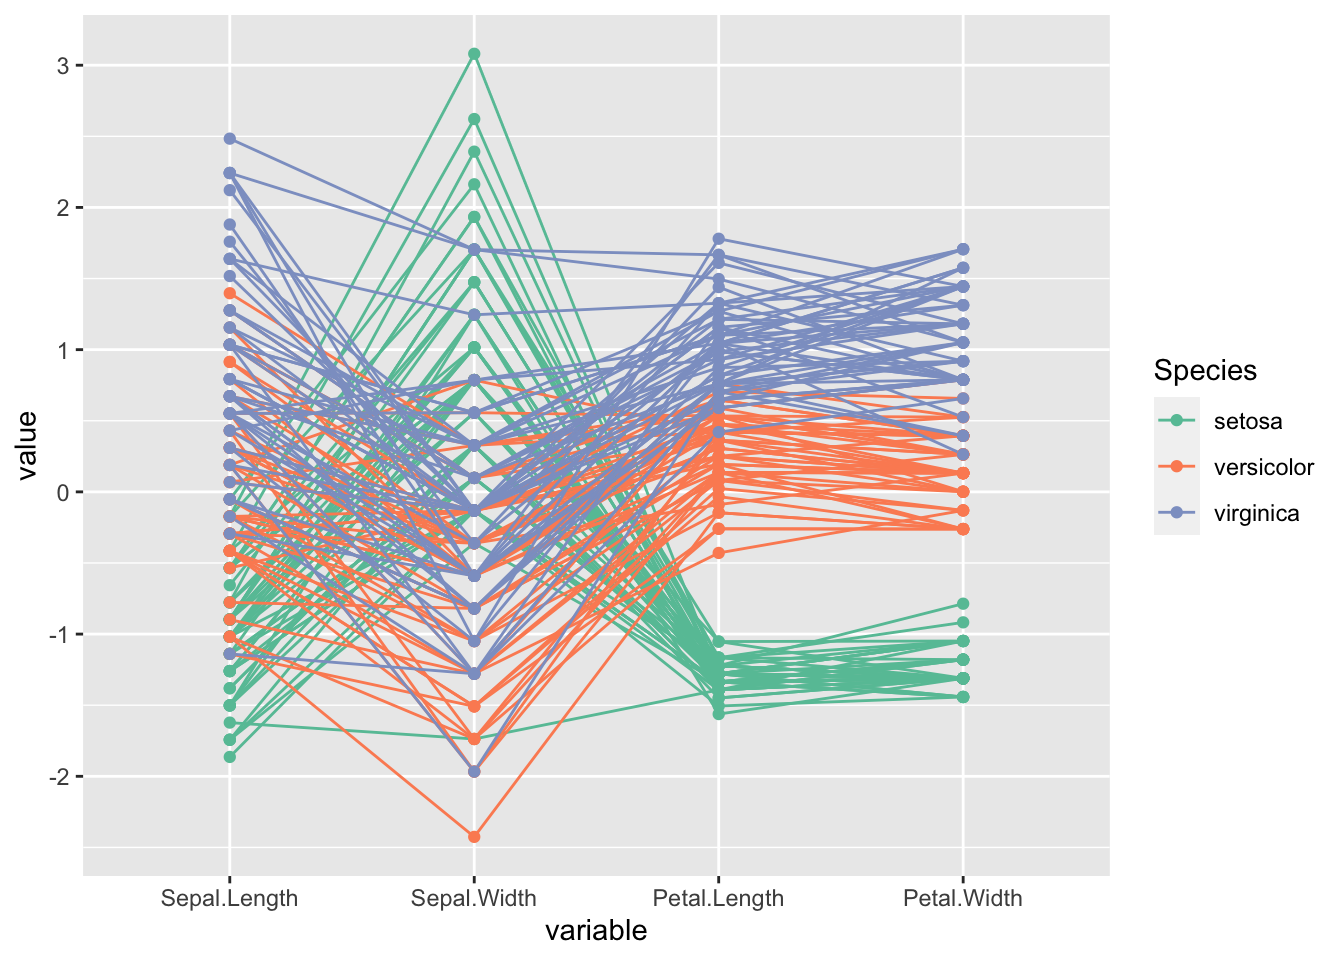 3
2
1
0
-1
-2
value
Sepal.Length Sepal.Width Petal.Length Petal.Width
variable
Species
setosa
versicolor
virginica